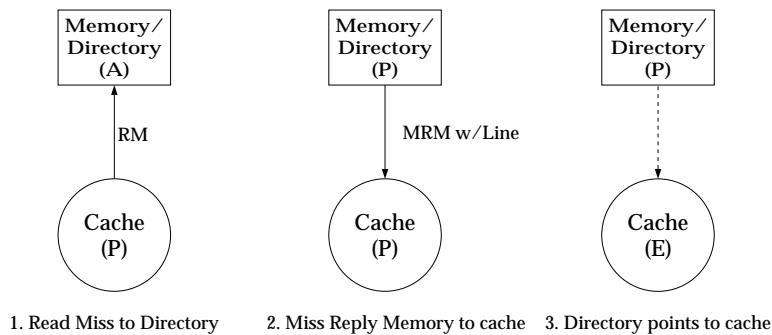 Memory/
Directory
(A)
RM
Cache
(P)
1. Read Miss to Directory
Memory/
Directory
(P)
MRM w/Line
Cache
(P)
2. Miss Reply Memory to cache
Memory/
Directory
(P)
Cache
(E)
3. Directory points to cache